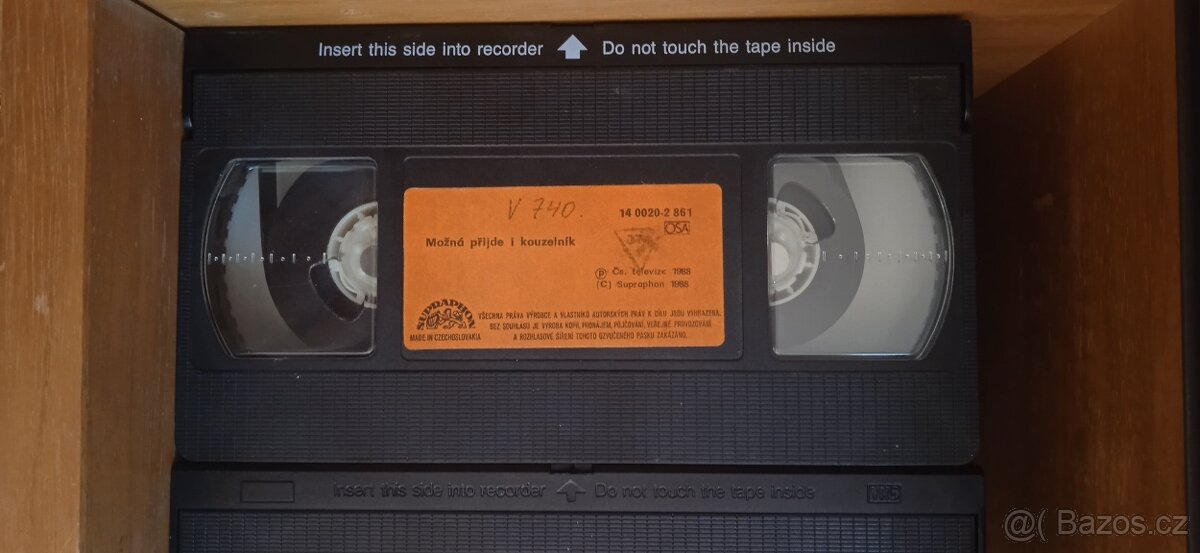 Insert this side into recorder Do not touch the tape inside
V 740.
14 0020-2 861
OSA
Možná přijde i kouzelník
Ⓟ Čs. televize 1988
(C) Supraphon 1988
SUPRAPHON
MADE IN CZECHOSLOVAKIA
VŠECHNA PRÁVA VÝROBCE A VLASTNÍKŮ AUTORSKÝCH PRÁV K DÍLU JSOU VYHRAZENA.
BEZ SOUHLASU JE VÝROBA KOPIÍ, PRONÁJEM, PŮJČOVÁNÍ, VEŘEJNÉ PROVOZOVÁNÍ
A ROZHLASOVÉ ŠÍŘENÍ TOHOTO OZVUČENÉHO PÁSKU ZAKÁZÁNO.
Insert this side into recorder Do not touch the tape inside VHS
@( Bazos.cz